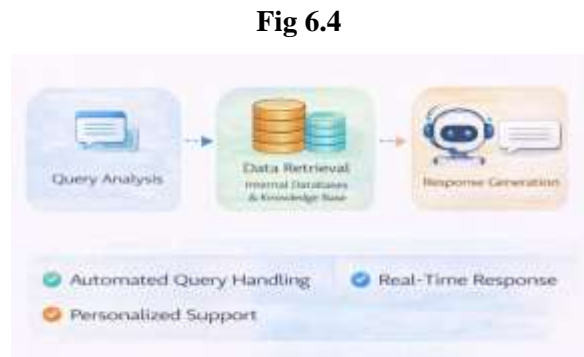 Fig 6.4
Query Analysis
Data Retrieval
Internal Databases
& Knowledge Base
Response Generation
Automated Query Handling
Real-Time Response
Personalized Support